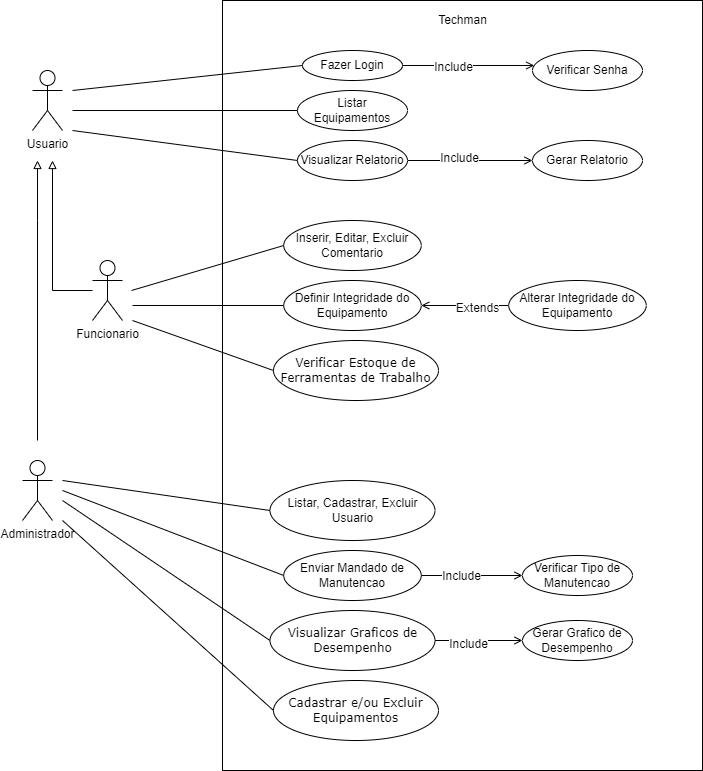 Techman
Fazer Login
Include
Verificar Senha
Listar
Equipamentos
Usuario
Visualizar Relatorio
Include
Gerar Relatorio
Inserir, Editar, Excluir
Comentario
Definir Integridade do
Equipamento
Extends
Alterar Integridade do
Equipamento
Funcionario
Verificar Estoque de
Ferramentas de Trabalho
Listar, Cadastrar, Excluir
Usuario
Administrador
Enviar Mandado de
Manutencao
Include
Verificar Tipo de
Manutencao
Visualizar Graficos de
Desempenho
Include
Gerar Grafico de
Desempenho
Cadastrar e/ou Excluir
Equipamentos